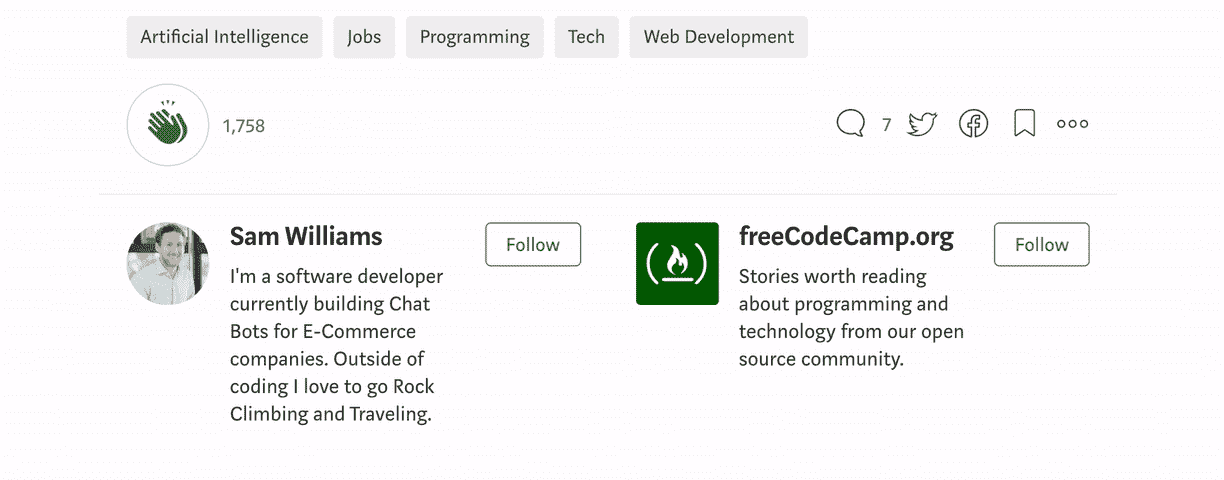 Artificial Intelligence Jobs Programming Tech Web Development
1,758 7
Sam Williams
Follow
I'm a software developer
currently building Chat
Bots for E-Commerce
companies. Outside of
coding I love to go Rock
Climbing and Traveling.
freeCodeCamp.org
Follow
Stories worth reading
about programming and
technology from our open
source community.